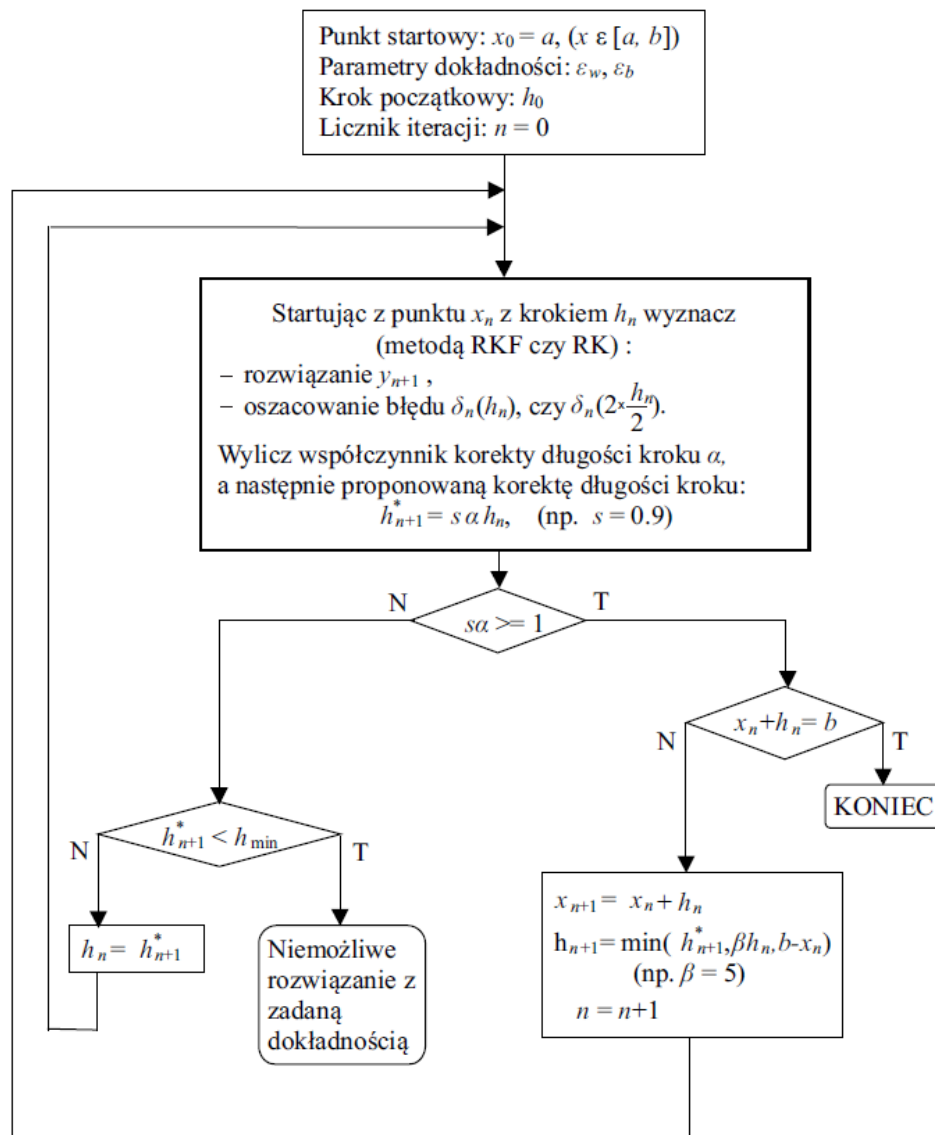 Punkt startowy: x₀ = a, (x ε [a, b])
Parametry dokładności: ε_w, ε_b
Krok początkowy: h₀
Licznik iteracji: n = 0
Startując z punktu xₙ z krokiem hₙ wyznacz
(metodą RKF czy RK) :
– rozwiązanie yₙ₊₁ ,
– oszacowanie błędu δₙ(hₙ), czy δₙ(2×hₙ/2).
Wylicz współczynnik korekty długości kroku α,
a następnie proponowaną korektę długości kroku:
h*ₙ₊₁ = s α hₙ, (np. s = 0.9)
N
T
sα >= 1
xₙ+hₙ= b
N
T
KONIEC
h*ₙ₊₁ < h_min
N
T
hₙ = h*ₙ₊₁
Niemożliwe
rozwiązanie z
zadaną
dokładnością
xₙ₊₁ = xₙ + hₙ
hₙ₊₁ = min( h*ₙ₊₁,βhₙ,b-xₙ)
(np. β = 5)
n = n+1